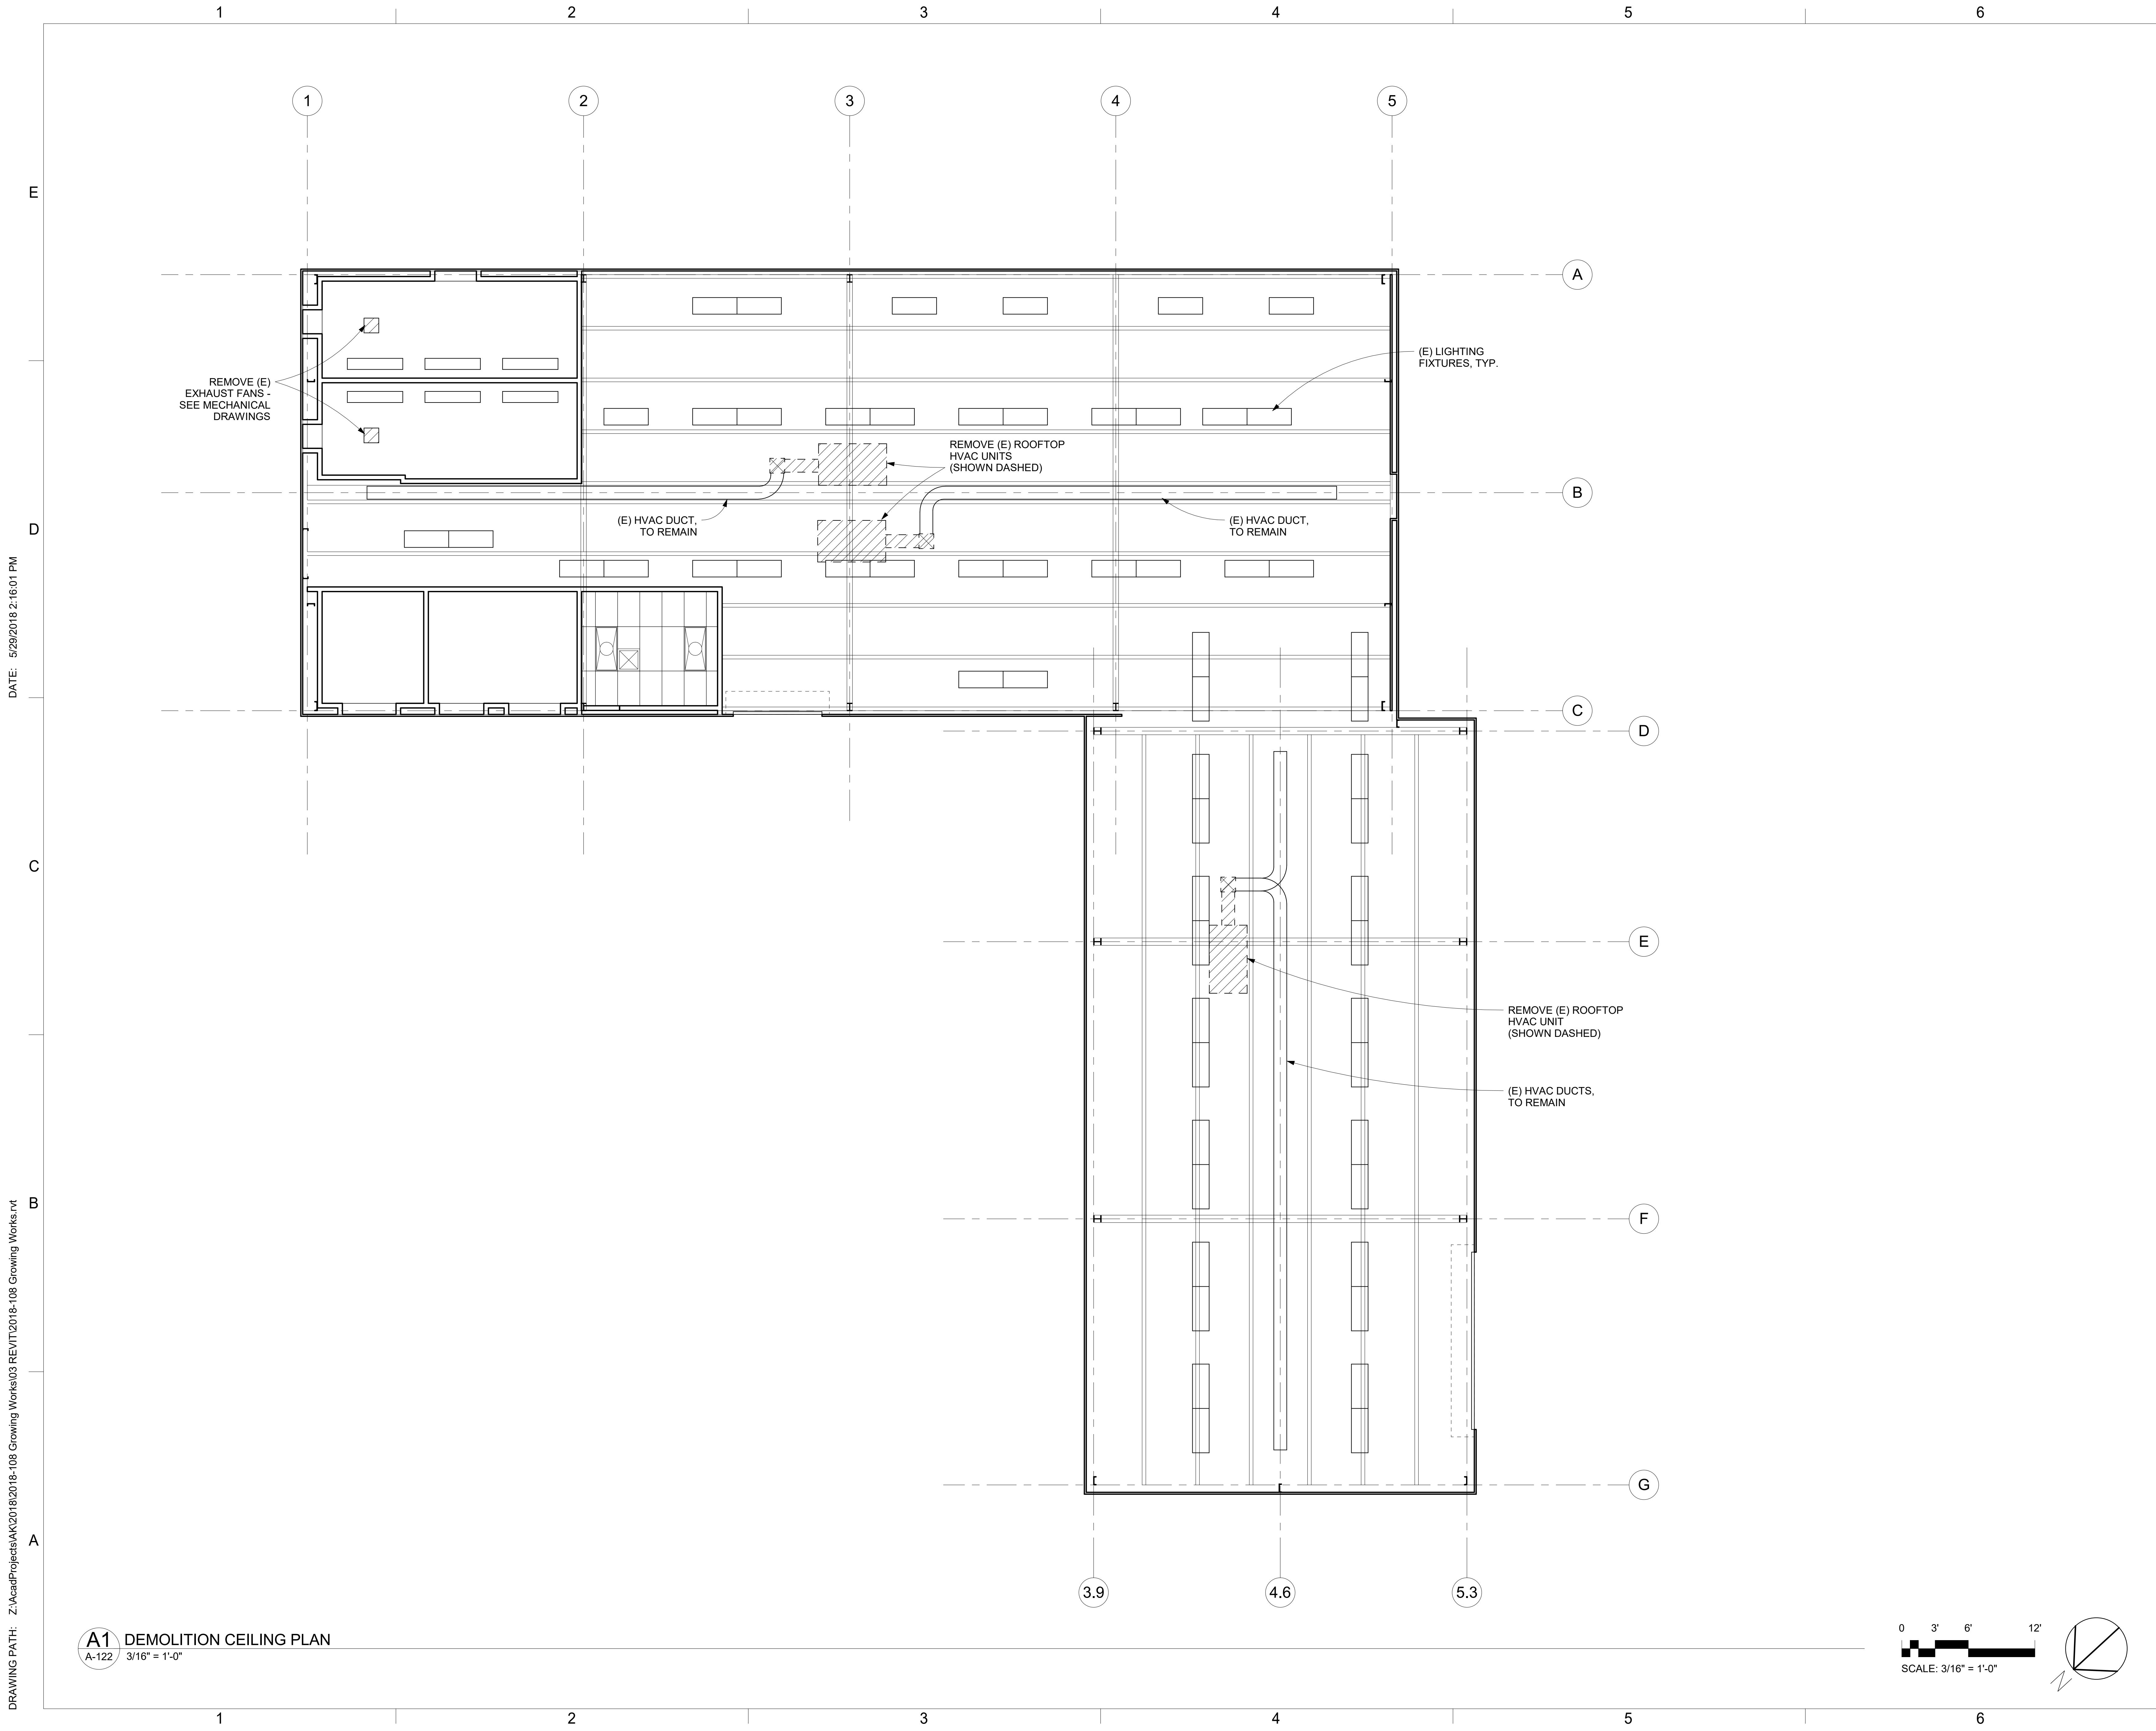 1 2 3 4 5 6
1 2 3 4 5
E
D
C
B
A
A
B
C
D
E
F
G
(E) LIGHTING
FIXTURES, TYP.
REMOVE (E)
EXHAUST FANS -
SEE MECHANICAL
DRAWINGS
REMOVE (E) ROOFTOP
HVAC UNITS
(SHOWN DASHED)
(E) HVAC DUCT,
TO REMAIN
(E) HVAC DUCT,
TO REMAIN
REMOVE (E) ROOFTOP
HVAC UNIT
(SHOWN DASHED)
(E) HVAC DUCTS,
TO REMAIN
3.9 4.6 5.3
DATE: 5/29/2018 2:16:01 PM
DRAWING PATH: Z:\AcadProjects\AK\2018\2018-108 Growing Works\03 REVIT\2018-108 Growing Works.rvt
A1 DEMOLITION CEILING PLAN
A-122 3/16" = 1'-0"
0 3' 6' 12'
SCALE: 3/16" = 1'-0"
N
1 2 3 4 5 6